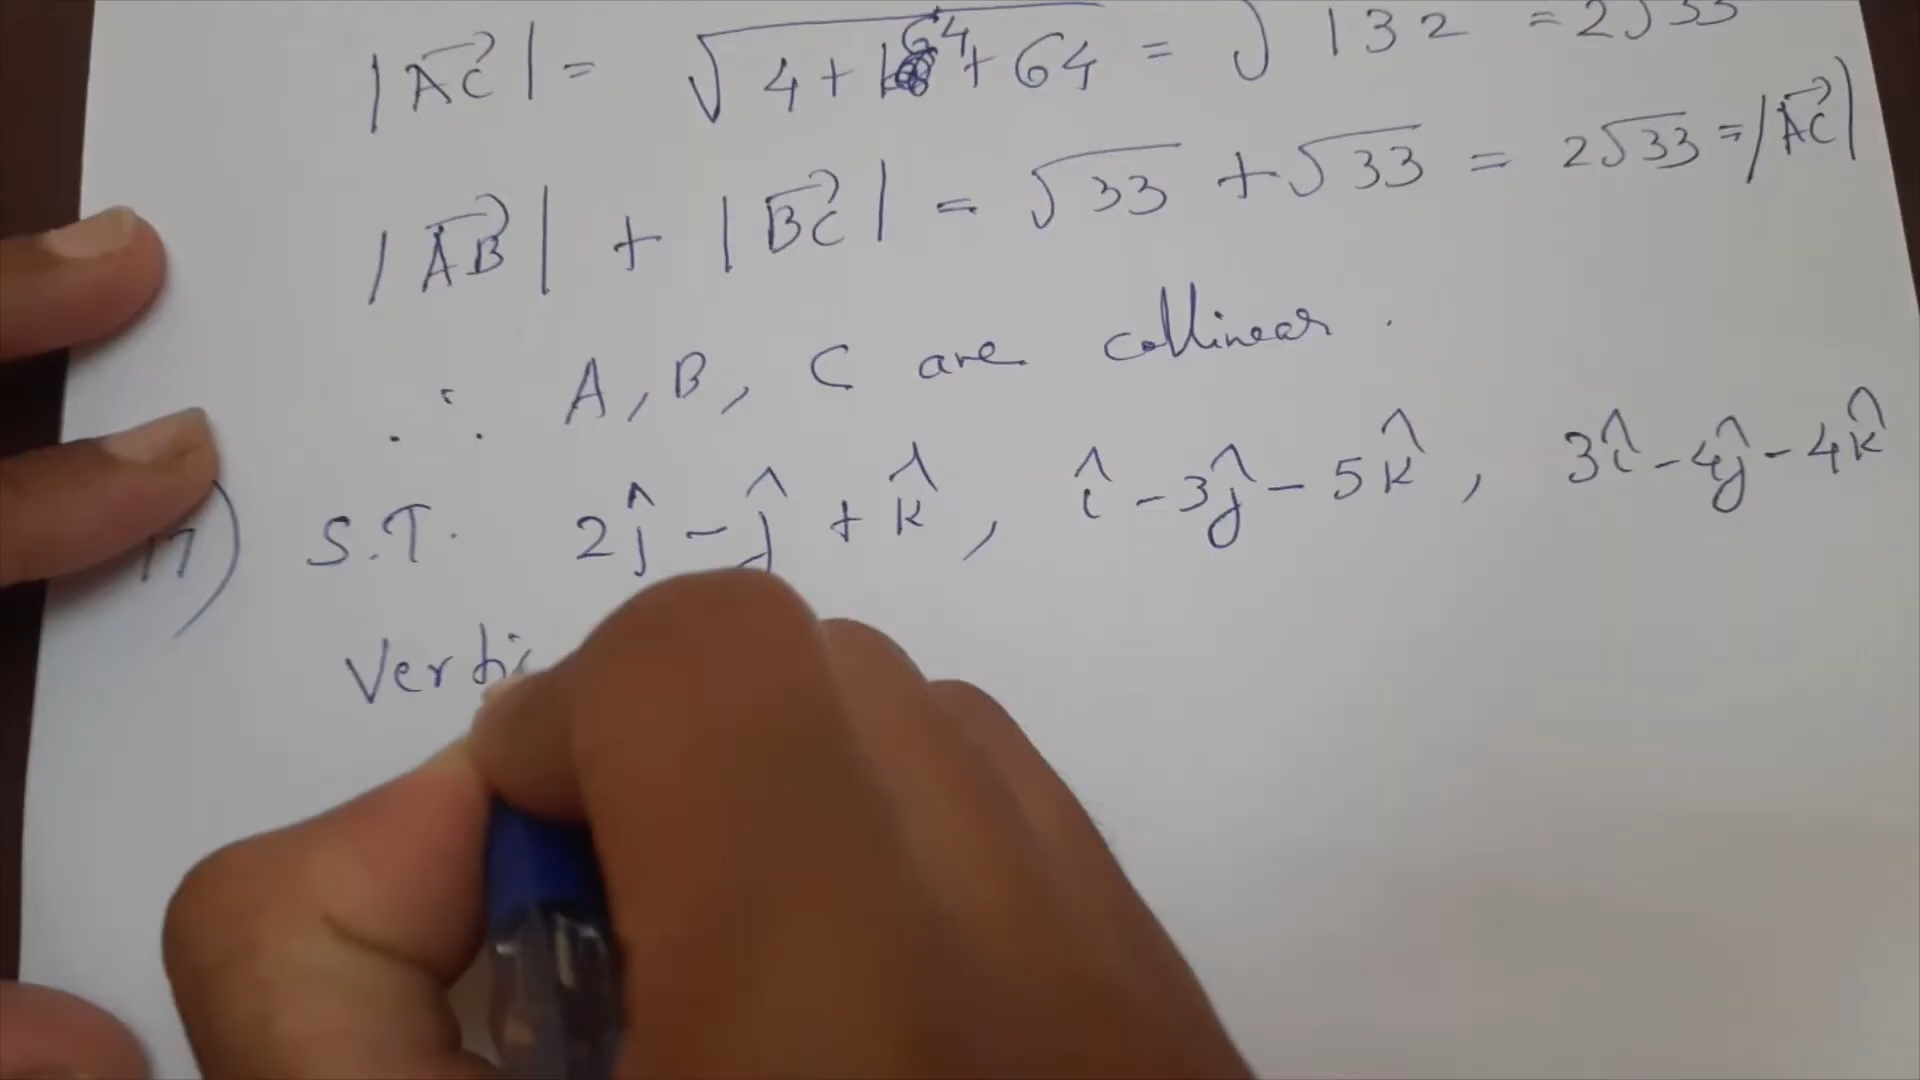 |AC| = √4 + 64 + 64 = √132 = 2√33
|AB| + |BC| = √33 + √33 = 2√33 = |AC|
∴ A, B, C are collinear.
17) S.T. 2ĵ - ĵ + k̂, î - 3ĵ - 5k̂, 3î - 4ĵ - 4k̂
Verti